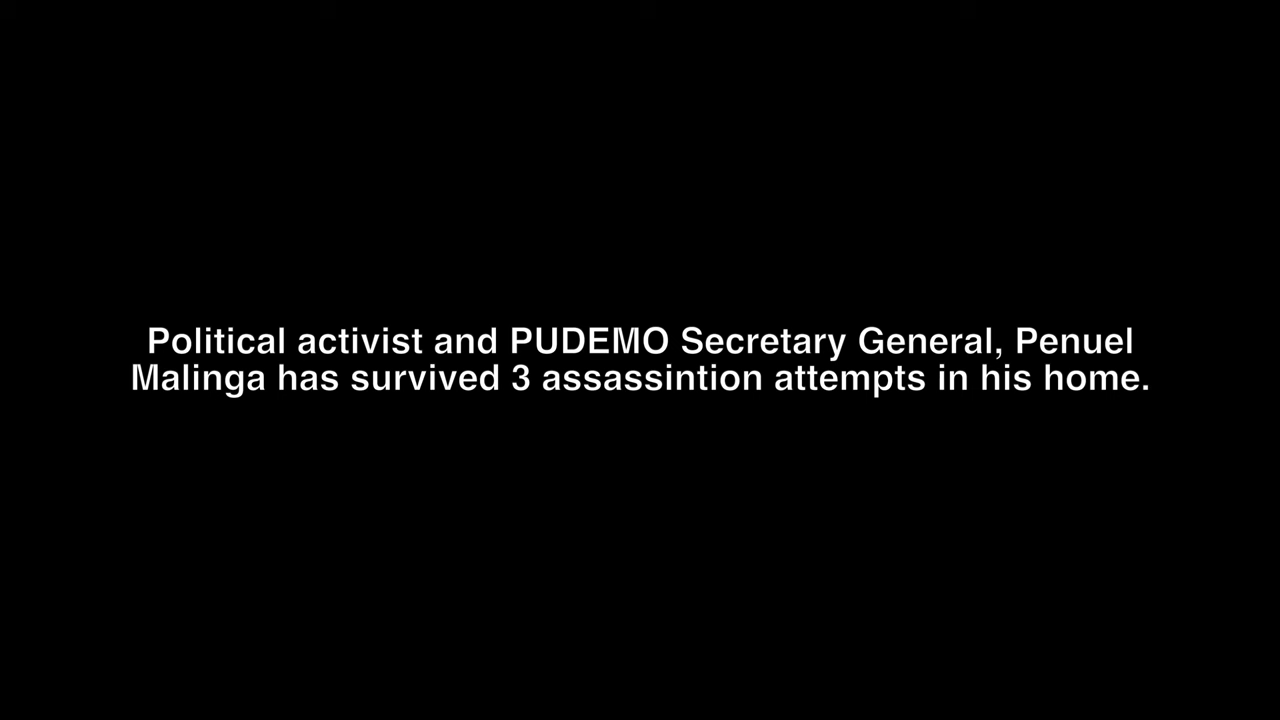 Political activist and PUDEMO Secretary General, Penuel
Malinga has survived 3 assassintion attempts in his home.